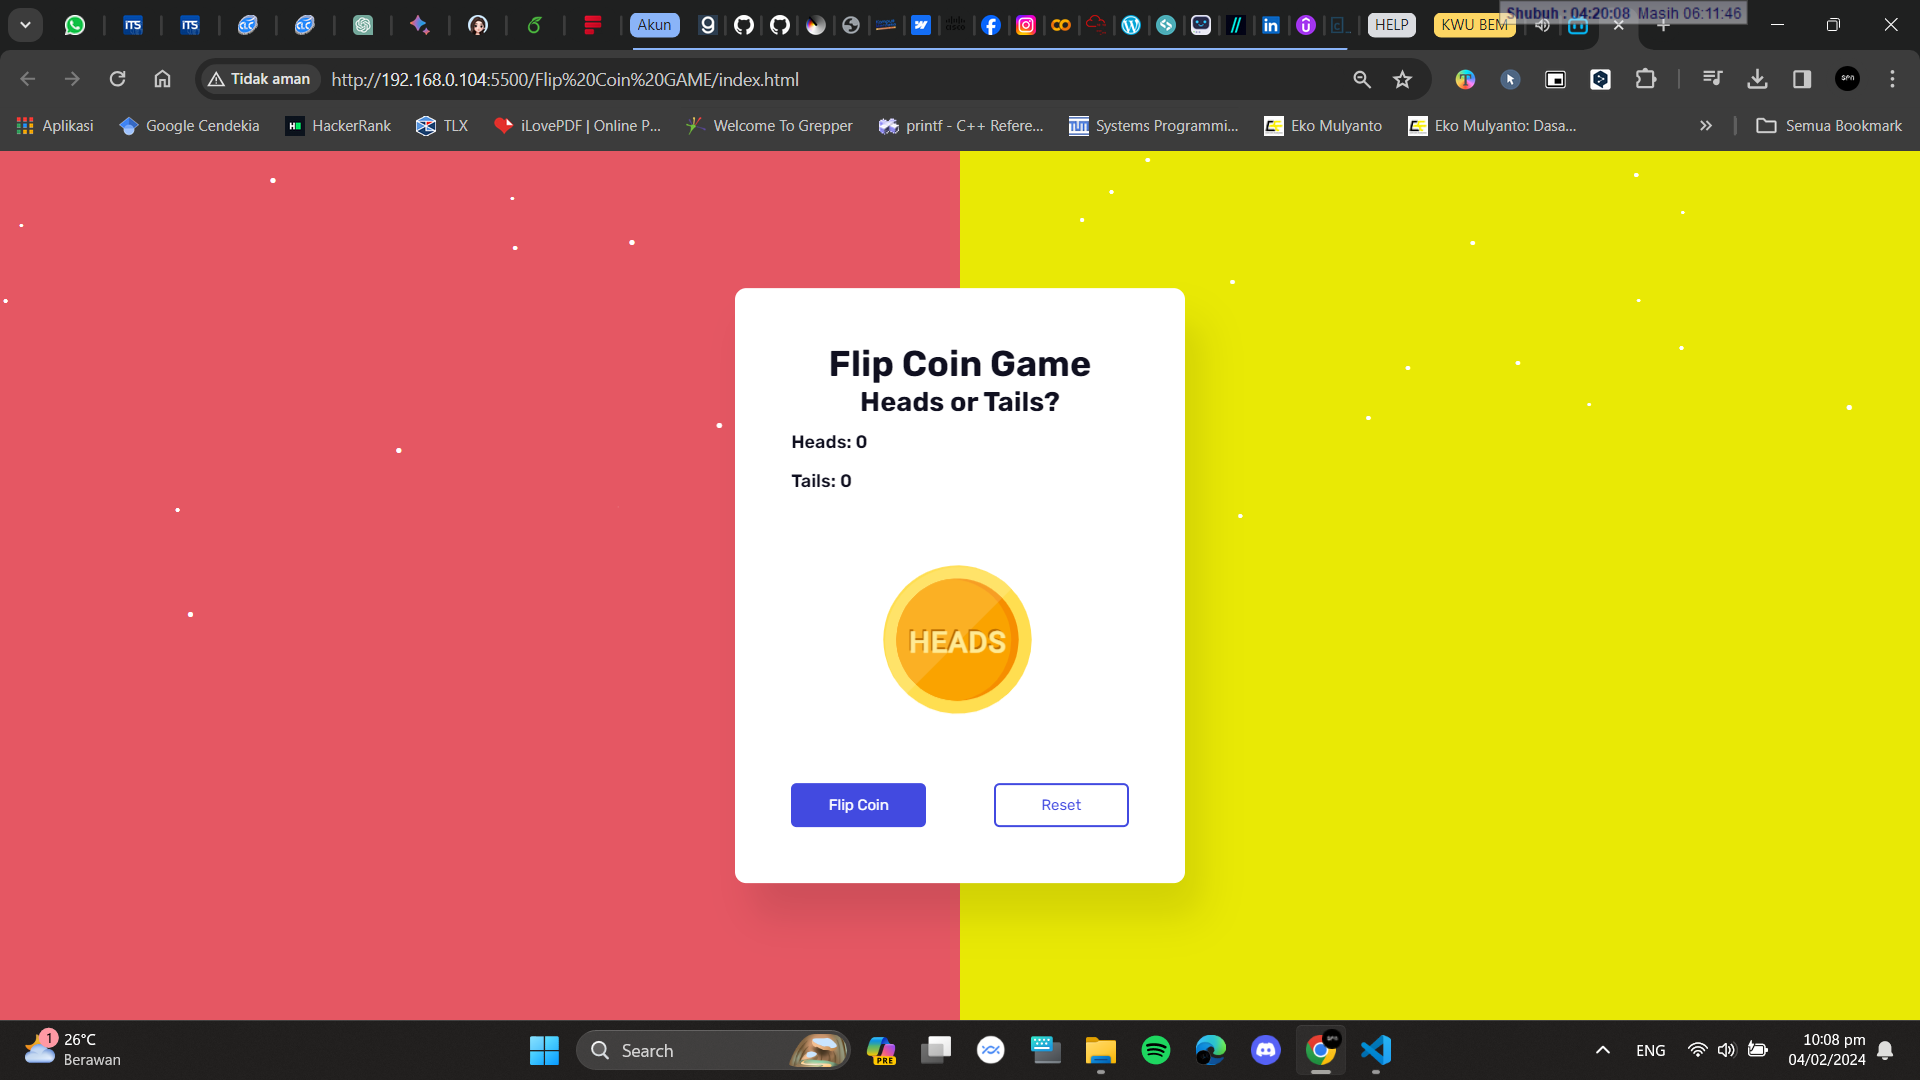 Akun
HELP
KWU BEM
Shubuh : 04:20:08 Masih 06:11:46
Tidak aman
http://192.168.0.104:5500/Flip%20Coin%20GAME/index.html
Aplikasi
Google Cendekia
HackerRank
TLX
iLovePDF | Online P...
Welcome To Grepper
printf - C++ Refere...
Systems Programmi...
Eko Mulyanto
Eko Mulyanto: Dasa...
Semua Bookmark
Flip Coin Game
Heads or Tails?
Heads: 0
Tails: 0
HEADS
Flip Coin
Reset
1
26°C
Berawan
Search
PRE
ENG
10:08 pm
04/02/2024